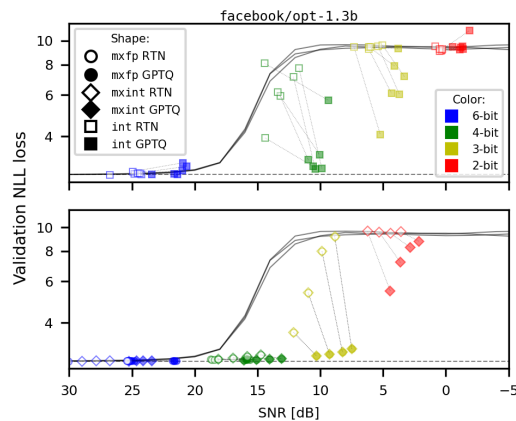 facebook/opt-1.3b
Validation NLL loss
10
8
6
4
Shape:
mxfp RTN
mxfp GPTQ
mxint RTN
mxint GPTQ
int RTN
int GPTQ
Color:
6-bit
4-bit
3-bit
2-bit
10
8
6
4
30 25 20 15 10 5 0 −5
SNR [dB]